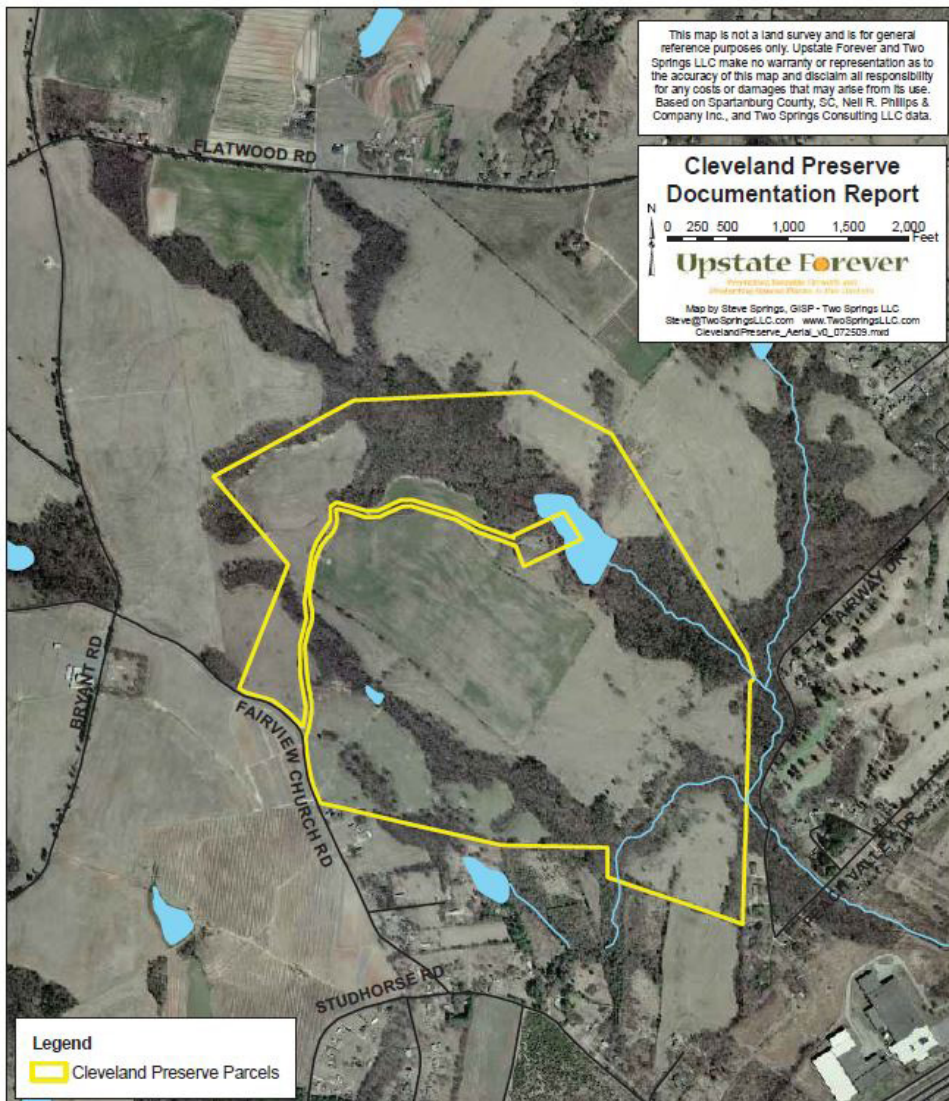 This map is not a land survey and is for general
reference purposes only. Upstate Forever and Two
Springs LLC make no warranty or representation as to
the accuracy of this map and disclaim all responsibility
for any costs or damages that may arise from its use.
Based on Spartanburg County, SC, Neil R. Phillips &
Company Inc., and Two Springs Consulting LLC data.
Cleveland Preserve
Documentation Report
N
0 250 500 1,000 1,500 2,000
Feet
Upstate Forever
Map by Steve Springs, GISP - Two Springs LLC
Steve@TwoSpringsLLC.com www.TwoSpringsLLC.com
ClevelandPreserve_Aerial_v0_072509.mxd
FLATWOOD RD
FAIRWAY DR
BRYANT RD
FAIRVIEW CHURCH RD
VALLEY DR
STUDHORSE RD
Legend
Cleveland Preserve Parcels